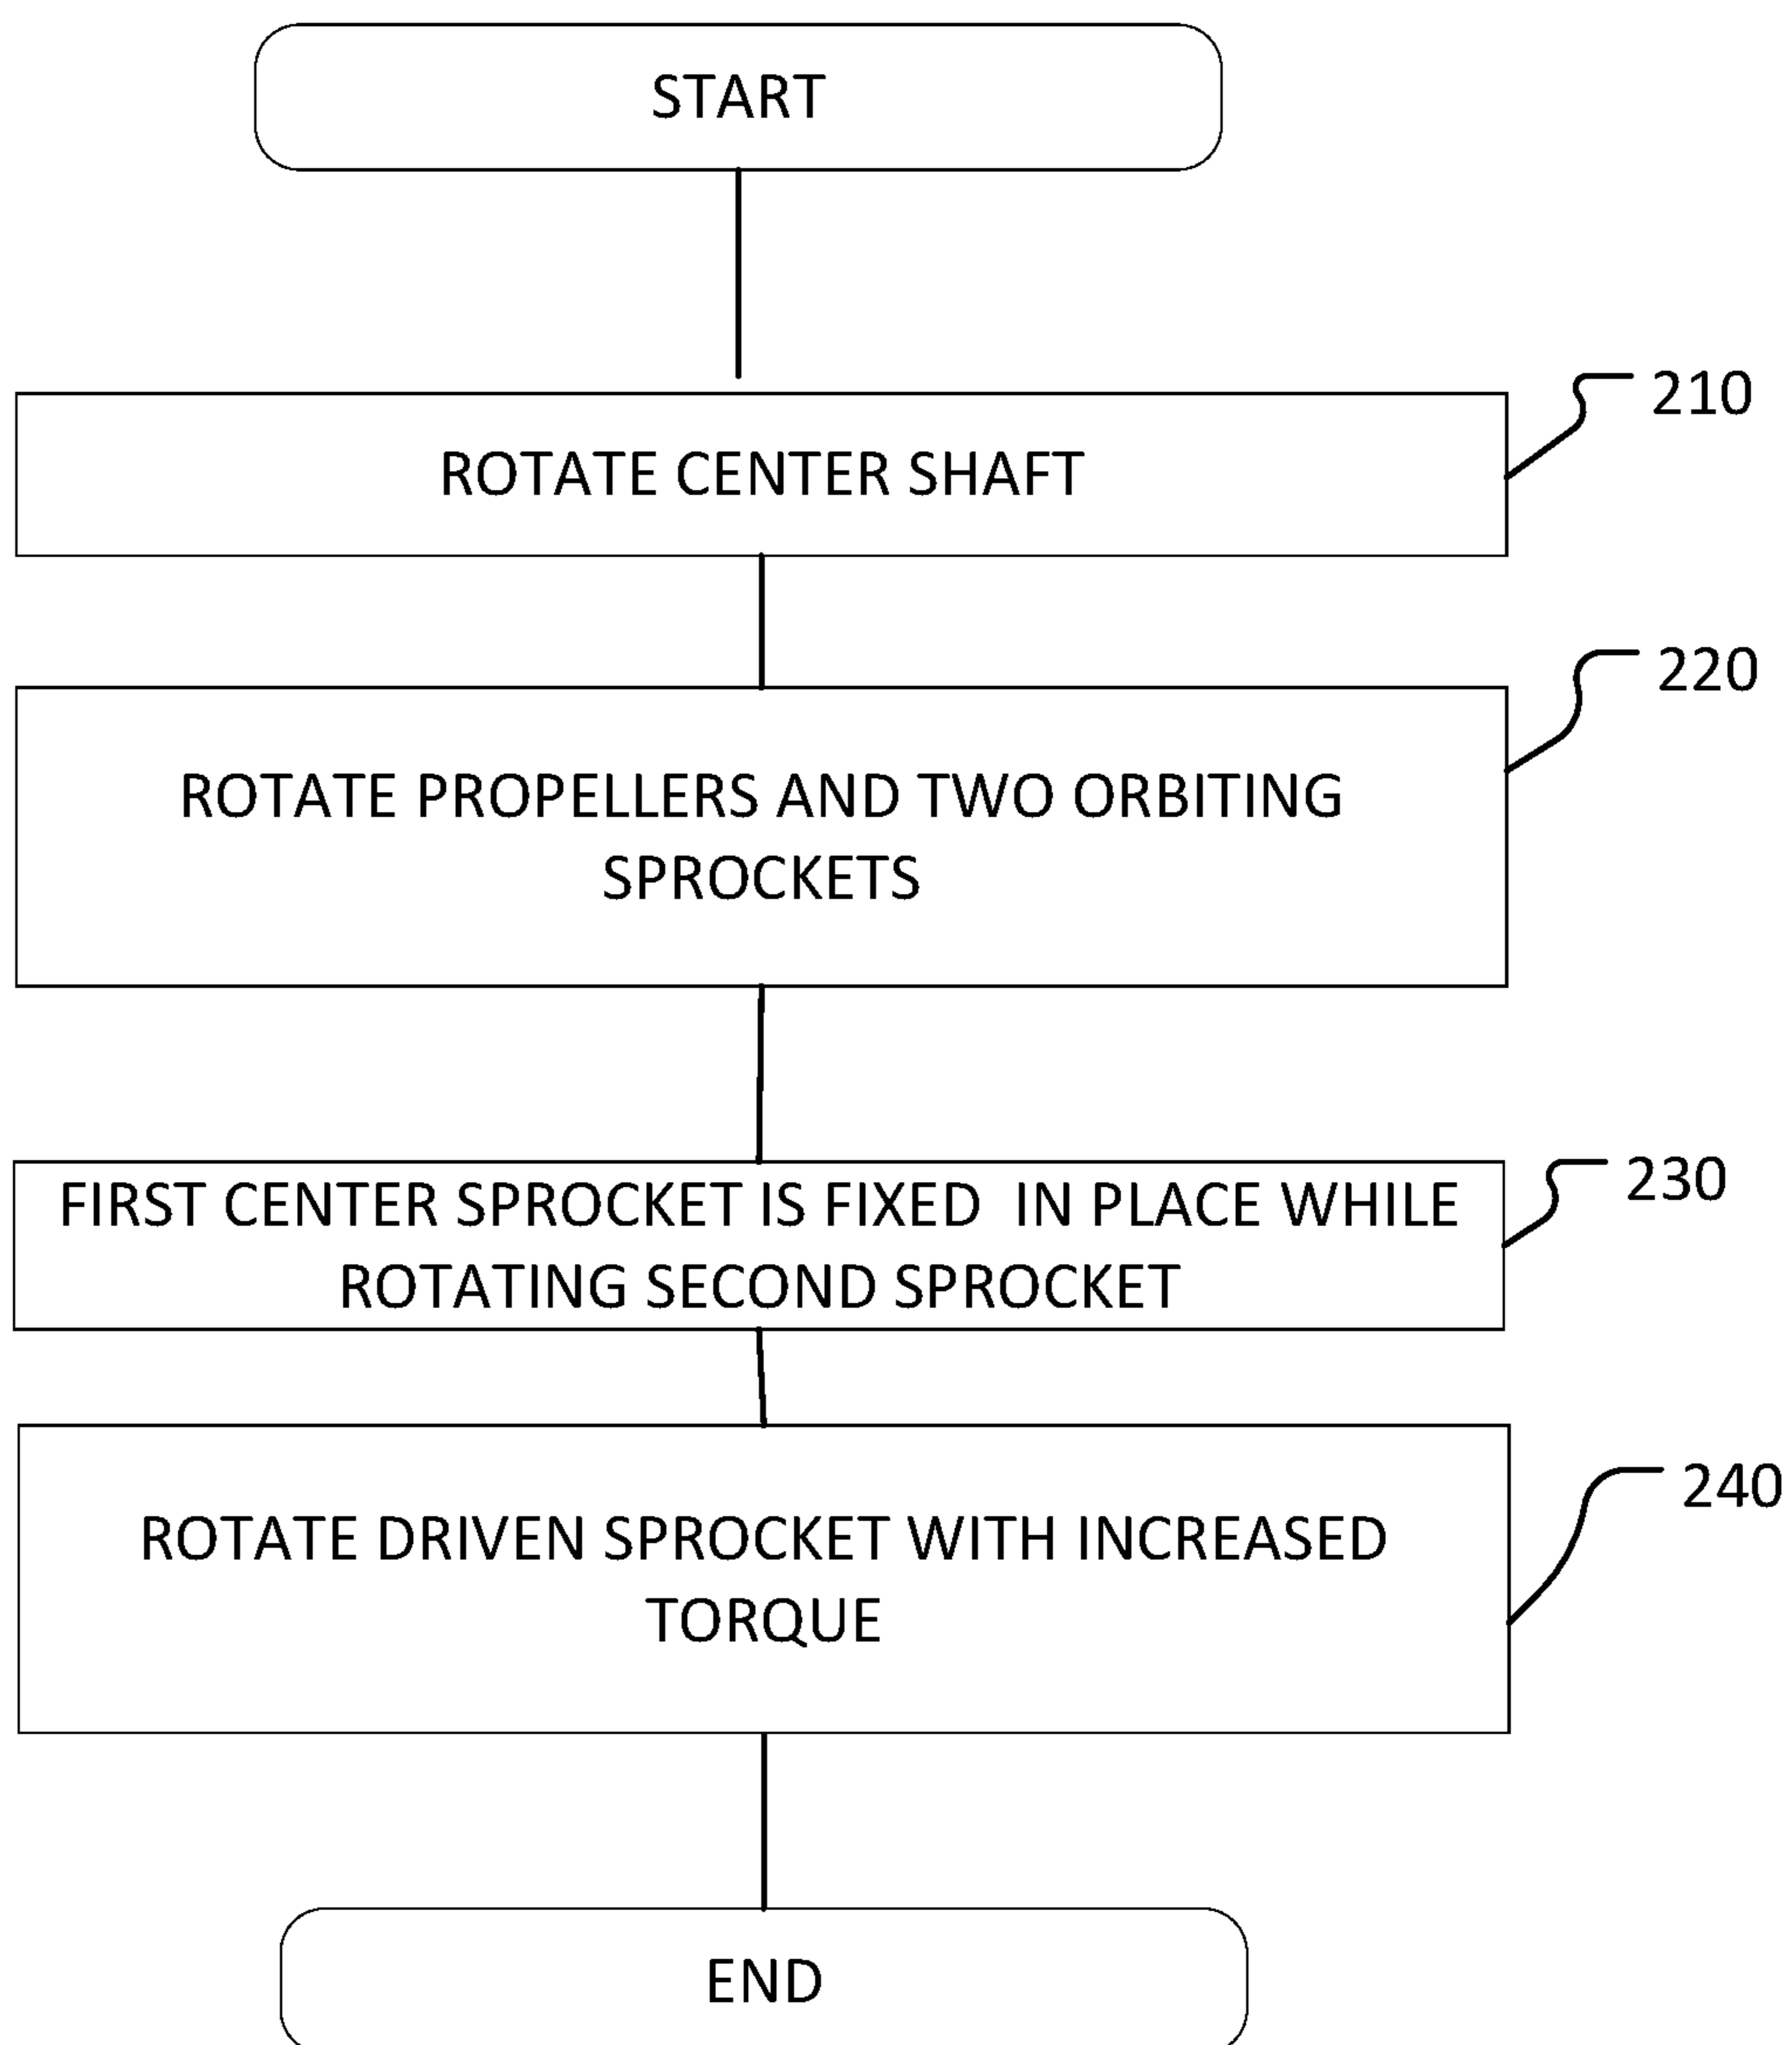 START
210
ROTATE CENTER SHAFT
220
ROTATE PROPELLERS AND TWO ORBITING
SPROCKETS
230
FIRST CENTER SPROCKET IS FIXED  IN PLACE WHILE
ROTATING SECOND SPROCKET
240
ROTATE DRIVEN SPROCKET WITH INCREASED
TORQUE
END